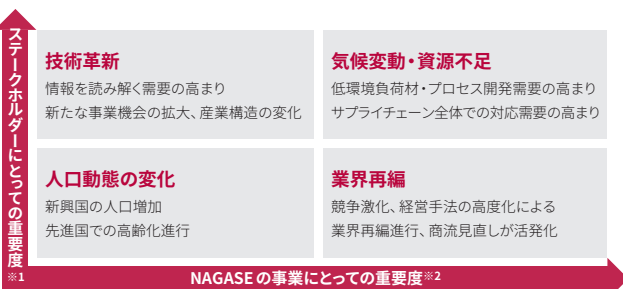 ステークホルダーにとっての重要度
※1
技術革新
情報を読み解く需要の高まり
新たな事業機会の拡大、産業構造の変化
気候変動・資源不足
低環境負荷材・プロセス開発需要の高まり
サプライチェーン全体での対応需要の高まり
人口動態の変化
新興国の人口増加
先進国での高齢化進行
業界再編
競争激化、経営手法の高度化による
業界再編進行、商流見直しが活発化
NAGASEの事業にとっての重要度※2